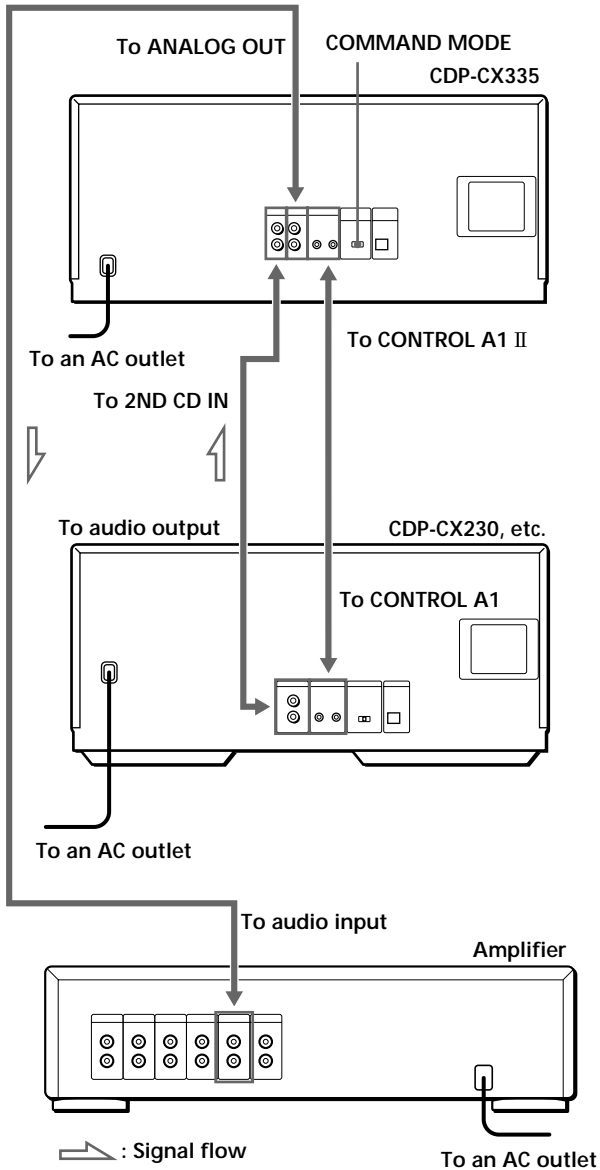 To ANALOG OUT
COMMAND MODE
CDP-CX335
To CONTROL A1 II
To an AC outlet
To 2ND CD IN
To audio output
CDP-CX230, etc.
To CONTROL A1
To an AC outlet
To audio input
Amplifier
: Signal flow
To an AC outlet